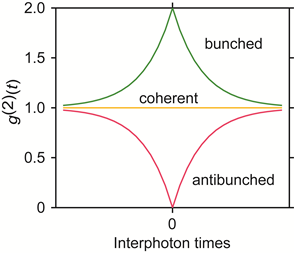 2.0
bunched
1.5
coherent
1.0
g(2)(t)
0.5
antibunched
0
0
Interphoton times